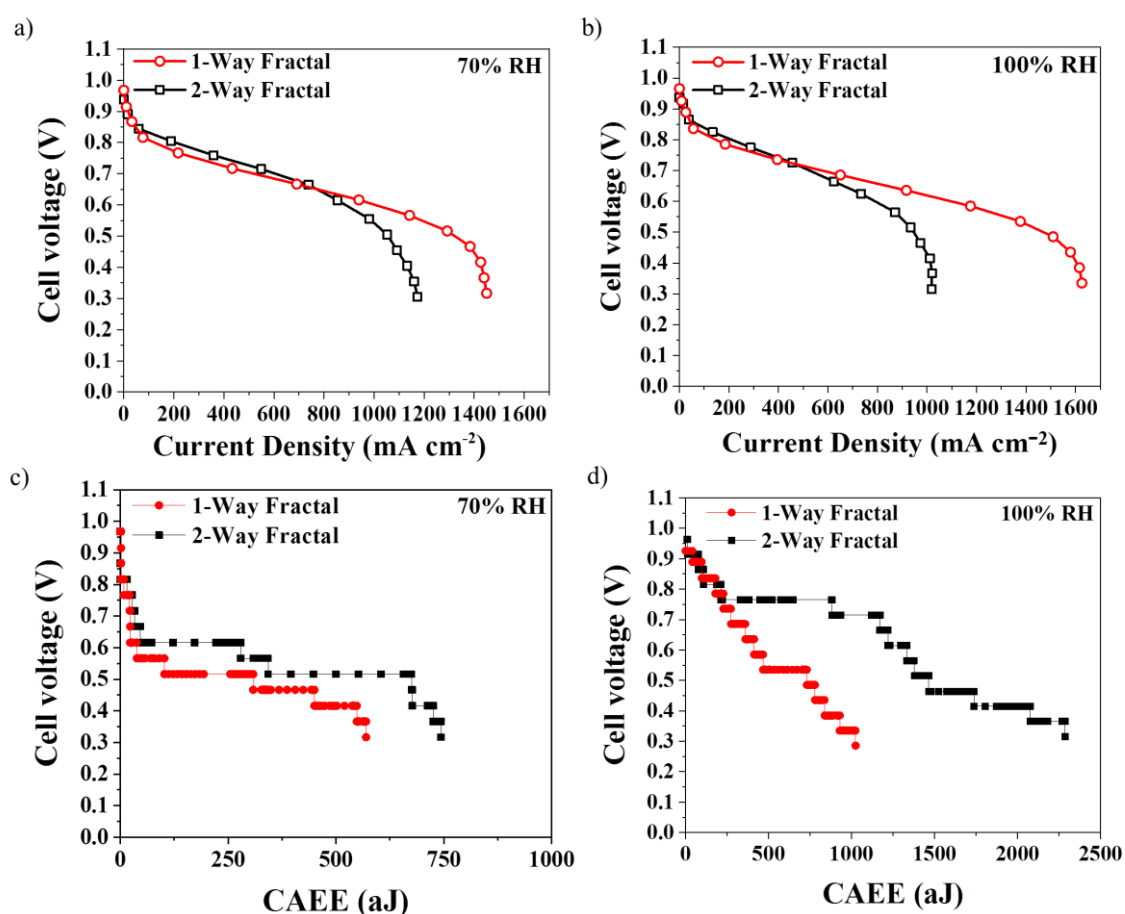 a)
1.1
1.0
0.9
0.8
0.7
0.6
0.5
0.4
0.3
0.2
0.1
0.0
Cell voltage (V)
1-Way Fractal
2-Way Fractal
70% RH
0 200 400 600 800 1000 1200 1400 1600
Current Density (mA cm⁻²)
b)
1.1
1.0
0.9
0.8
0.7
0.6
0.5
0.4
0.3
0.2
0.1
0.0
Cell voltage (V)
1-Way Fractal
2-Way Fractal
100% RH
0 200 400 600 800 1000 1200 1400 1600
Current Density (mA cm⁻²)
c)
1.1
1.0
0.9
0.8
0.7
0.6
0.5
0.4
0.3
0.2
0.1
0.0
Cell voltage (V)
1-Way Fractal
2-Way Fractal
70% RH
0 250 500 750 1000
CAEE (aJ)
d)
1.1
1.0
0.9
0.8
0.7
0.6
0.5
0.4
0.3
0.2
0.1
0.0
Cell voltage (V)
1-Way Fractal
2-Way Fractal
100% RH
0 500 1000 1500 2000 2500
CAEE (aJ)